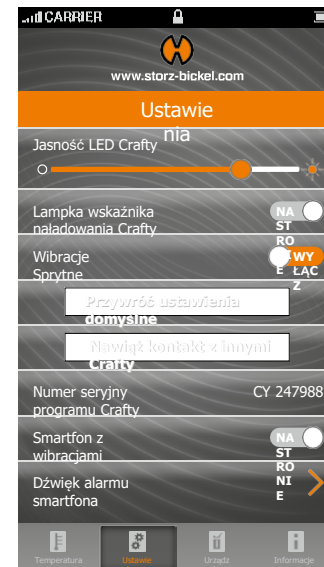 CARRIER
www.storz-bickel.com
Ustawie
nia
Jasność LED Crafty
Lampka wskaźnika
naładowania Crafty
NA
ST
RO
NI
E
Wibracje
Sprytne
WY
ŁĄC
Z
Przywróć ustawienia
domyślne
Nawiąż kontakt z innymi
Crafty
Numer seryjny
programu Crafty
CY 247988
Smartfon z
wibracjami
NA
ST
RO
NI
E
Dźwięk alarmu
smartfona
Temperatura
Ustawie
Urządz
Informacje